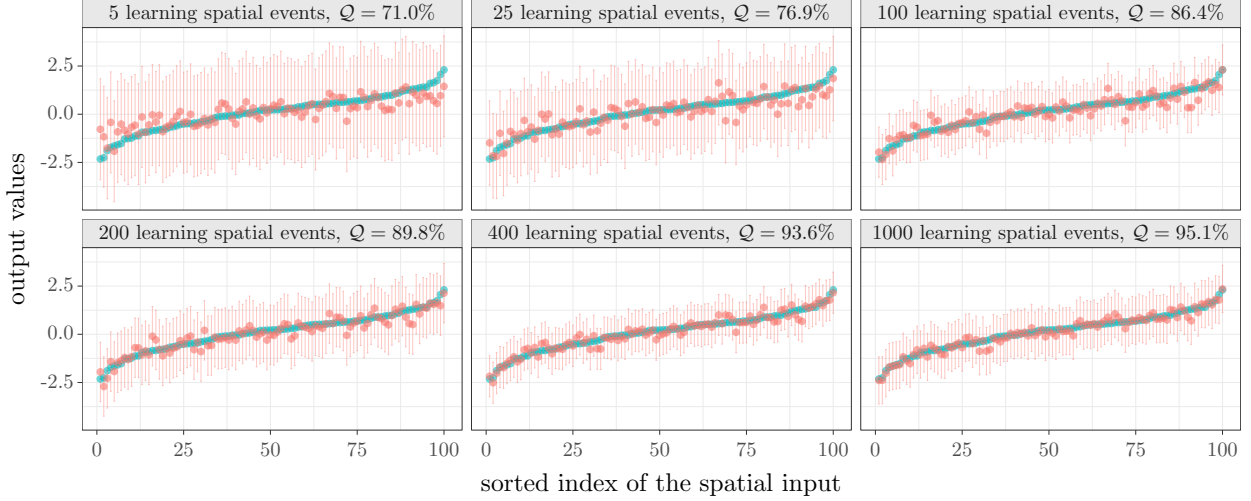 5 learning spatial events, 𝒬 = 71.0%
25 learning spatial events, 𝒬 = 76.9%
100 learning spatial events, 𝒬 = 86.4%
2.5
0.0
−2.5
200 learning spatial events, 𝒬 = 89.8%
400 learning spatial events, 𝒬 = 93.6%
1000 learning spatial events, 𝒬 = 95.1%
2.5
0.0
−2.5
output values
0 25 50 75 100
0 25 50 75 100
0 25 50 75 100
sorted index of the spatial input